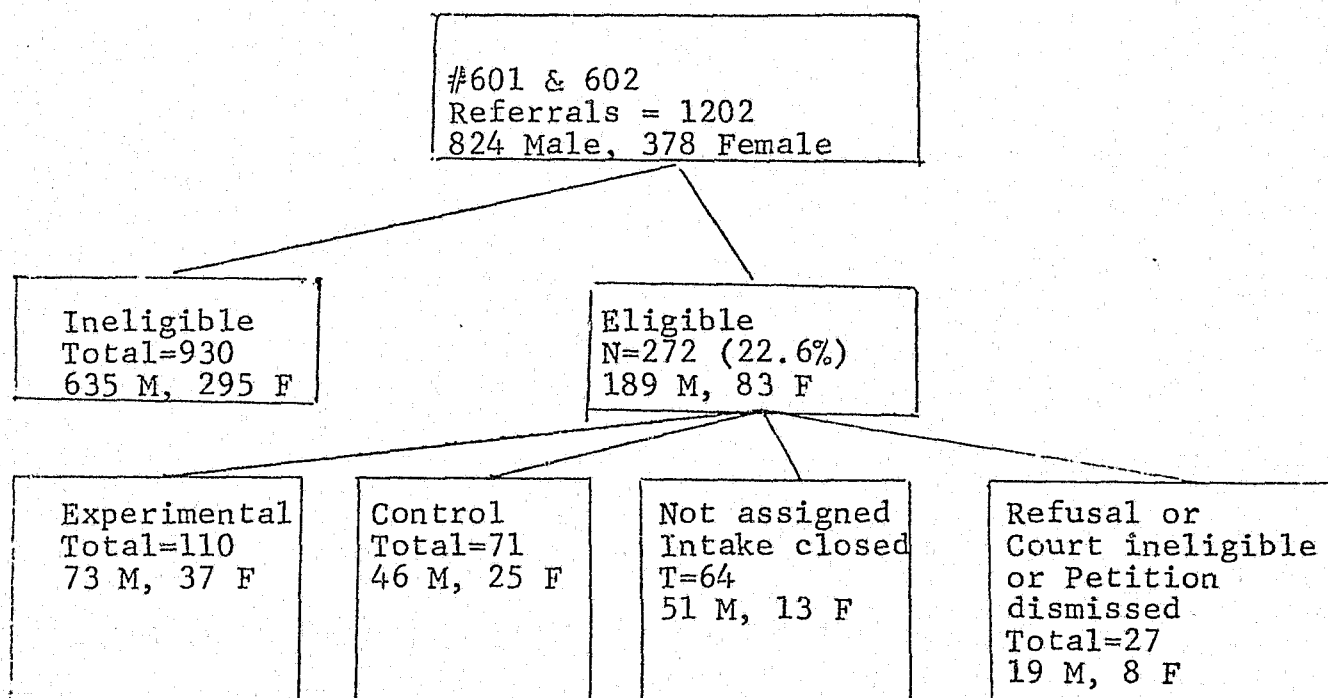 #601 & 602
Referrals = 1202
824 Male, 378 Female
Ineligible
Total=930
635 M, 295 F
Eligible
N=272 (22.6%)
189 M, 83 F
Experimental
Total=110
73 M, 37 F
Control
Total=71
46 M, 25 F
Not assigned
Intake closed
T=64
51 M, 13 F
Refusal or
Court ineligible
or Petition
dismissed
Total=27
19 M, 8 F